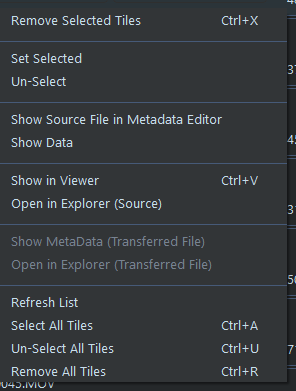 Remove Selected Tiles Ctrl+X
Set Selected
Un-Select
Show Source File in Metadata Editor
Show Data
Show in Viewer Ctrl+V
Open in Explorer (Source)
Show MetaData (Transferred File)
Open in Explorer (Transferred File)
Refresh List
Select All Tiles Ctrl+A
Un-Select All Tiles Ctrl+U
Remove All Tiles Ctrl+R